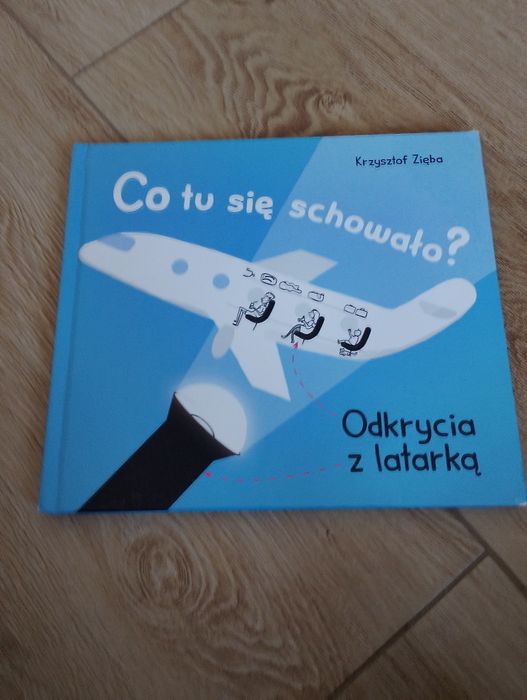 Krzysztof Zięba
Co tu się schowało?
Odkrycia
z latarką